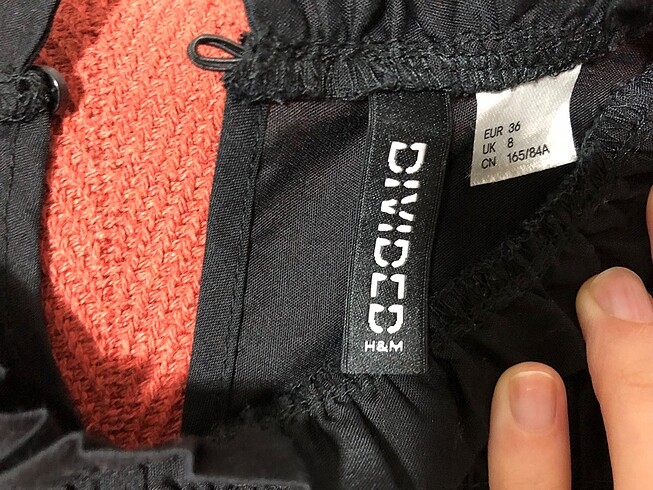 DIVIDED
H&M
EUR 36
UK 8
CN 165/84A